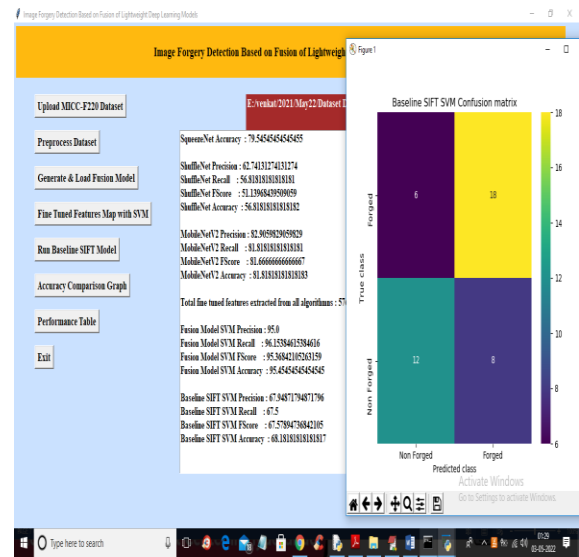 Image Forgery Detection Based on Fusion of Lightweight Deep Learning Models
Image Forgery Detection Based on Fusion of Lightweigh
Upload MICC-F220 Dataset
Preprocess Dataset
Generate & Load Fusion Model
Fine Tuned Features Map with SVM
Run Baseline SIFT Model
Accuracy Comparison Graph
Performance Table
Exit
E:/venkat/2021/May22/Dataset D
SqueezeNet Accuracy : 79.54545454545455
ShuffleNet Precision : 62.74131274131274
ShuffleNet Recall : 56.81818181818181
ShuffleNet FScore : 51.13968439509059
ShuffleNet Accuracy : 56.81818181818182
MobileNetV2 Precision : 82.9059829059829
MobileNetV2 Recall : 81.81818181818181
MobileNetV2 FScore : 81.66666666666667
MobileNetV2 Accuracy : 81.81818181818183
Total fine tuned features extracted from all algorithmns : 57
Fusion Model SVM Precision : 95.0
Fusion Model SVM Recall : 96.15384615384616
Fusion Model SVM FScore : 95.36842105263159
Fusion Model SVM Accuracy : 95.45454545454545
Baseline SIFT SVM Precision : 67.94871794871796
Baseline SIFT SVM Recall : 67.5
Baseline SIFT SVM FScore : 67.57894736842105
Baseline SIFT SVM Accuracy : 68.18181818181817
Figure 1
Baseline SIFT SVM Confusion matrix
Forged
True class
Non Forged
6
18
12
8
Non Forged
Forged
Predicted class
18
16
14
12
10
8
6
Activate Windows
Go to Settings to activate Windows.
Type here to search
01:29
03-05-2022